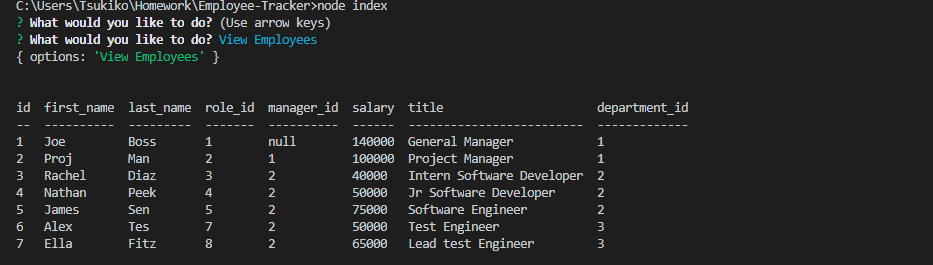 C:\Users\Tsukiko\Homework\Employee-Tracker>node index
? What would you like to do? (Use arrow keys)
? What would you like to do? View Employees
{ options: 'View Employees' }
id  first_name  last_name  role_id  manager_id  salary  title                     department_id
--  ----------  ---------  -------  ----------  ------  ------------------------  -------------
1   Joe         Boss       1        null        140000  General Manager           1
2   Proj        Man        2        1           100000  Project Manager           1
3   Rachel      Diaz       3        2           40000   Intern Software Developer  2
4   Nathan      Peek       4        2           50000   Jr Software Developer     2
5   James       Sen        5        2           75000   Software Engineer         2
6   Alex        Tes        7        2           50000   Test Engineer             3
7   Ella        Fitz       8        2           65000   Lead test Engineer        3